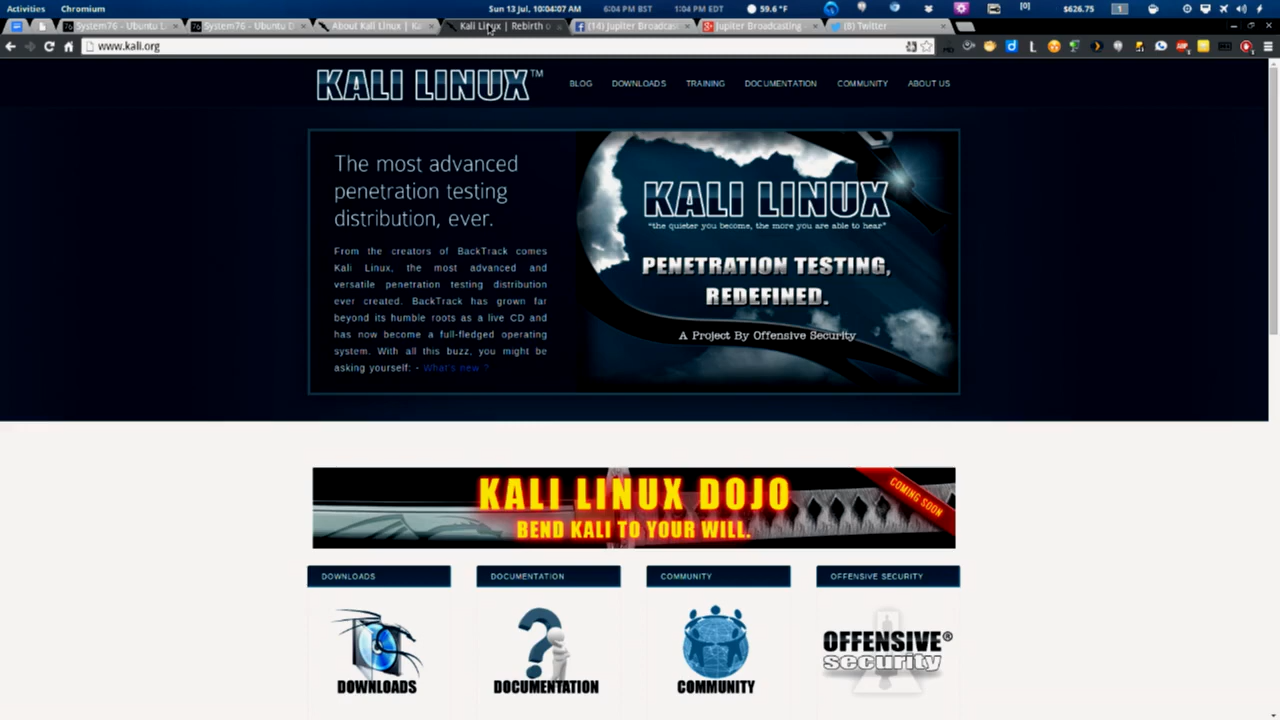 Activities Chromium Sun 13 Jul, 10:04:07 AM 6:04 PM BST 1:04 PM EDT 59.6 °F $626.75
System76 - Ubuntu L System76 - Ubuntu D About Kali Linux | Ka Kali Linux | Rebirth o (14) Jupiter Broadcas Jupiter Broadcasting (8) Twitter
www.kali.org
KALI LINUX™
BLOG DOWNLOADS TRAINING DOCUMENTATION COMMUNITY ABOUT US
The most advanced
penetration testing
distribution, ever.
From the creators of BackTrack comes
Kali Linux, the most advanced and
versatile penetration testing distribution
ever created. BackTrack has grown far
beyond its humble roots as a live CD and
has now become a full-fledged operating
system. With all this buzz, you might be
asking yourself: - What's new ?
KALI LINUX
"the quieter you become, the more you are able to hear"
PENETRATION TESTING,
REDEFINED.
A Project By Offensive Security
KALI LINUX DOJO
BEND KALI TO YOUR WILL.
COMING SOON
DOWNLOADS DOCUMENTATION COMMUNITY OFFENSIVE SECURITY
OFFENSIVE®
security
DOWNLOADS DOCUMENTATION COMMUNITY